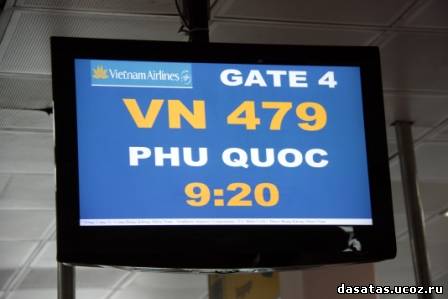 Vietnam Airlines
GATE 4
VN 479
PHU QUOC
9:20
dasatas.ucoz.ru